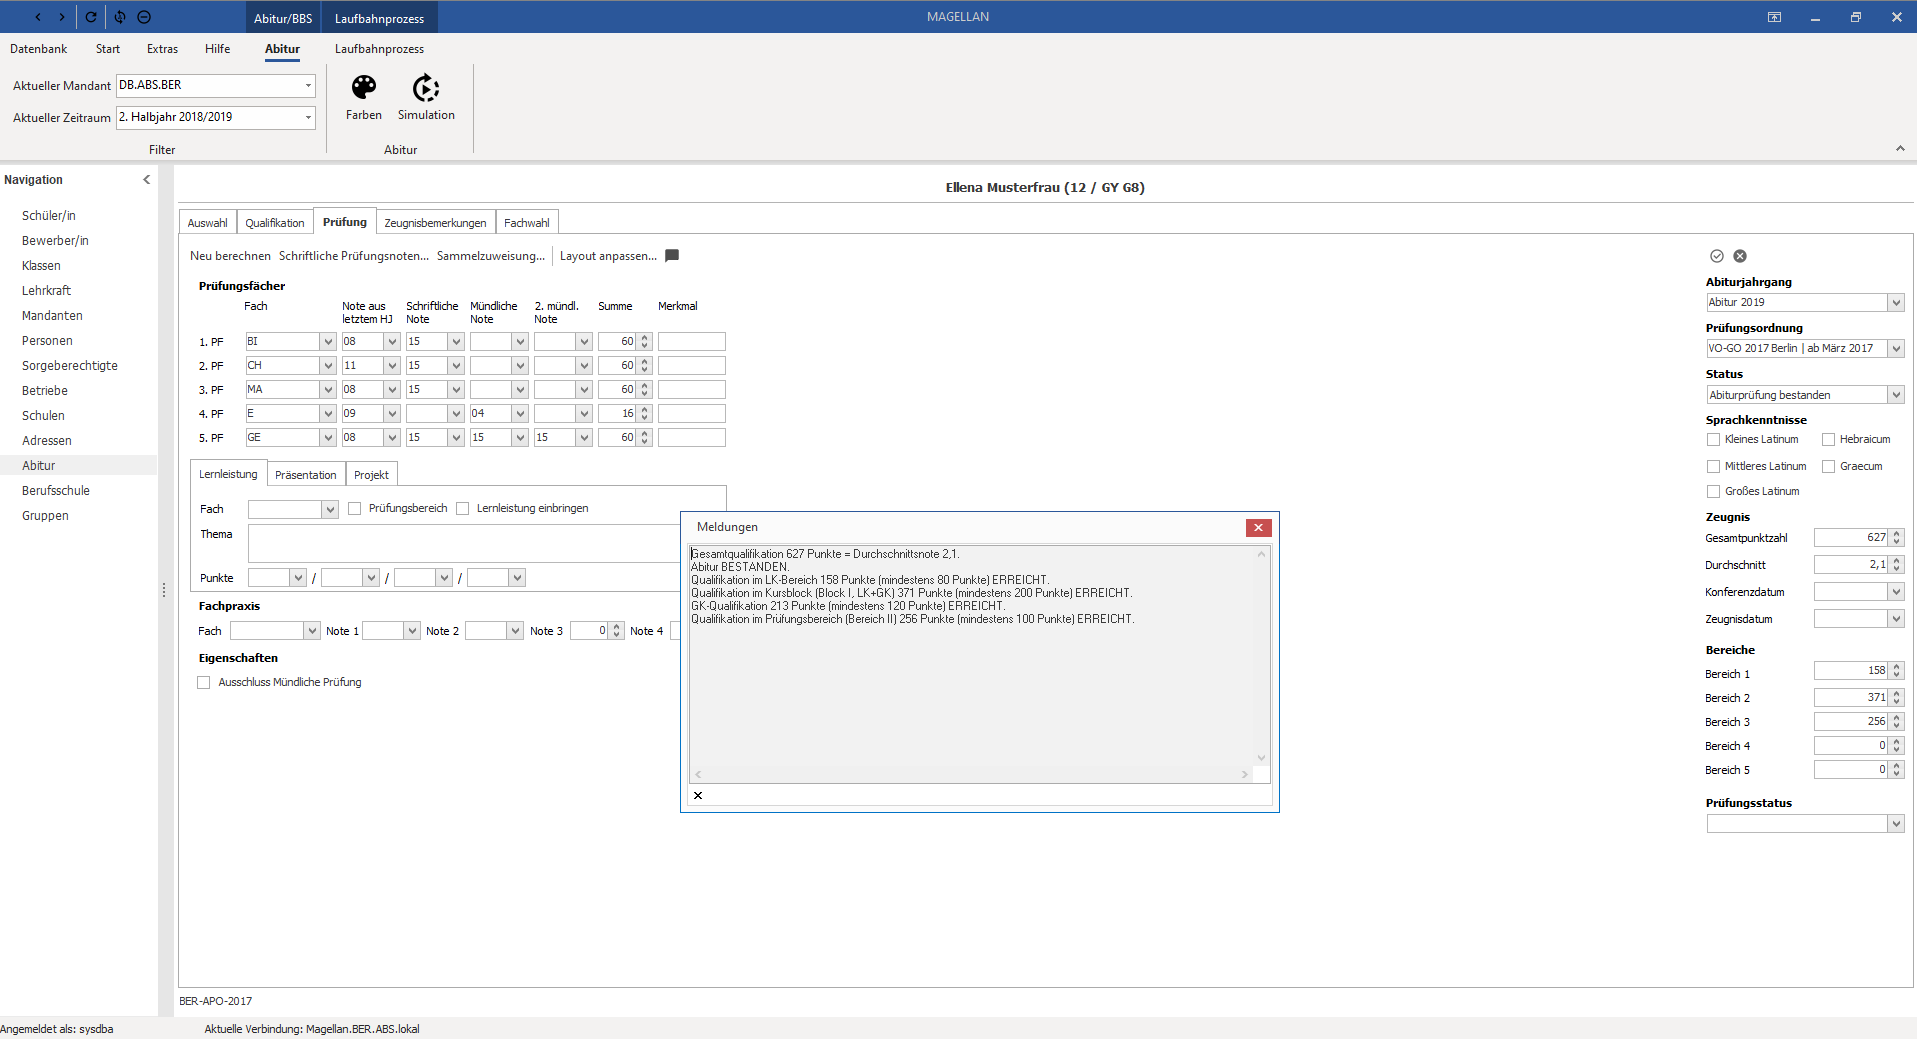 Abitur/BBS Laufbahnprozess MAGELLAN
Datenbank Start Extras Hilfe Abitur Laufbahnprozess
Aktueller Mandant DB.ABS.BER
Aktueller Zeitraum 2. Halbjahr 2018/2019
Farben Simulation
Filter Abitur
Navigation
Schüler/in
Bewerber/in
Klassen
Lehrkraft
Mandanten
Personen
Sorgeberechtigte
Betriebe
Schulen
Adressen
Abitur
Berufsschule
Gruppen
Ellena Musterfrau (12 / GY G8)
Auswahl Qualifikation Prüfung Zeugnisbemerkungen Fachwahl
Neu berechnen Schriftliche Prüfungsnoten... Sammelzuweisung... Layout anpassen...
Prüfungsfächer
Fach Note aus letztem HJ Schriftliche Note Mündliche Note 2. mündl. Note Summe Merkmal
1. PF BI 08 15 60
2. PF CH 11 15 60
3. PF MA 08 15 60
4. PF E 09 04 16
5. PF GE 08 15 15 15 60
Lernleistung Präsentation Projekt
Fach Prüfungsbereich Lernleistung einbringen
Thema
Punkte / / /
Fachpraxis
Fach Note 1 Note 2 Note 3 0 Note 4
Eigenschaften
Ausschluss Mündliche Prüfung
Meldungen
Gesamtqualifikation 627 Punkte = Durchschnittsnote 2,1.
Abitur BESTANDEN.
Qualifikation im LK-Bereich 158 Punkte (mindestens 80 Punkte) ERREICHT.
Qualifikation im Kursblock (Block I, LK+GK) 371 Punkte (mindestens 200 Punkte) ERREICHT.
GK-Qualifikation 213 Punkte (mindestens 120 Punkte) ERREICHT.
Qualifikation im Prüfungsbereich (Bereich II) 256 Punkte (mindestens 100 Punkte) ERREICHT.
Abiturjahrgang
Abitur 2019
Prüfungsordnung
VO-GO 2017 Berlin | ab März 2017
Status
Abiturprüfung bestanden
Sprachkenntnisse
Kleines Latinum Hebraicum
Mittleres Latinum Graecum
Großes Latinum
Zeugnis
Gesamtpunktzahl 627
Durchschnitt 2,1
Konferenzdatum
Zeugnisdatum
Bereiche
Bereich 1 158
Bereich 2 371
Bereich 3 256
Bereich 4 0
Bereich 5 0
Prüfungsstatus
BER-APO-2017
Angemeldet als: sysdba Aktuelle Verbindung: Magellan.BER.ABS.lokal